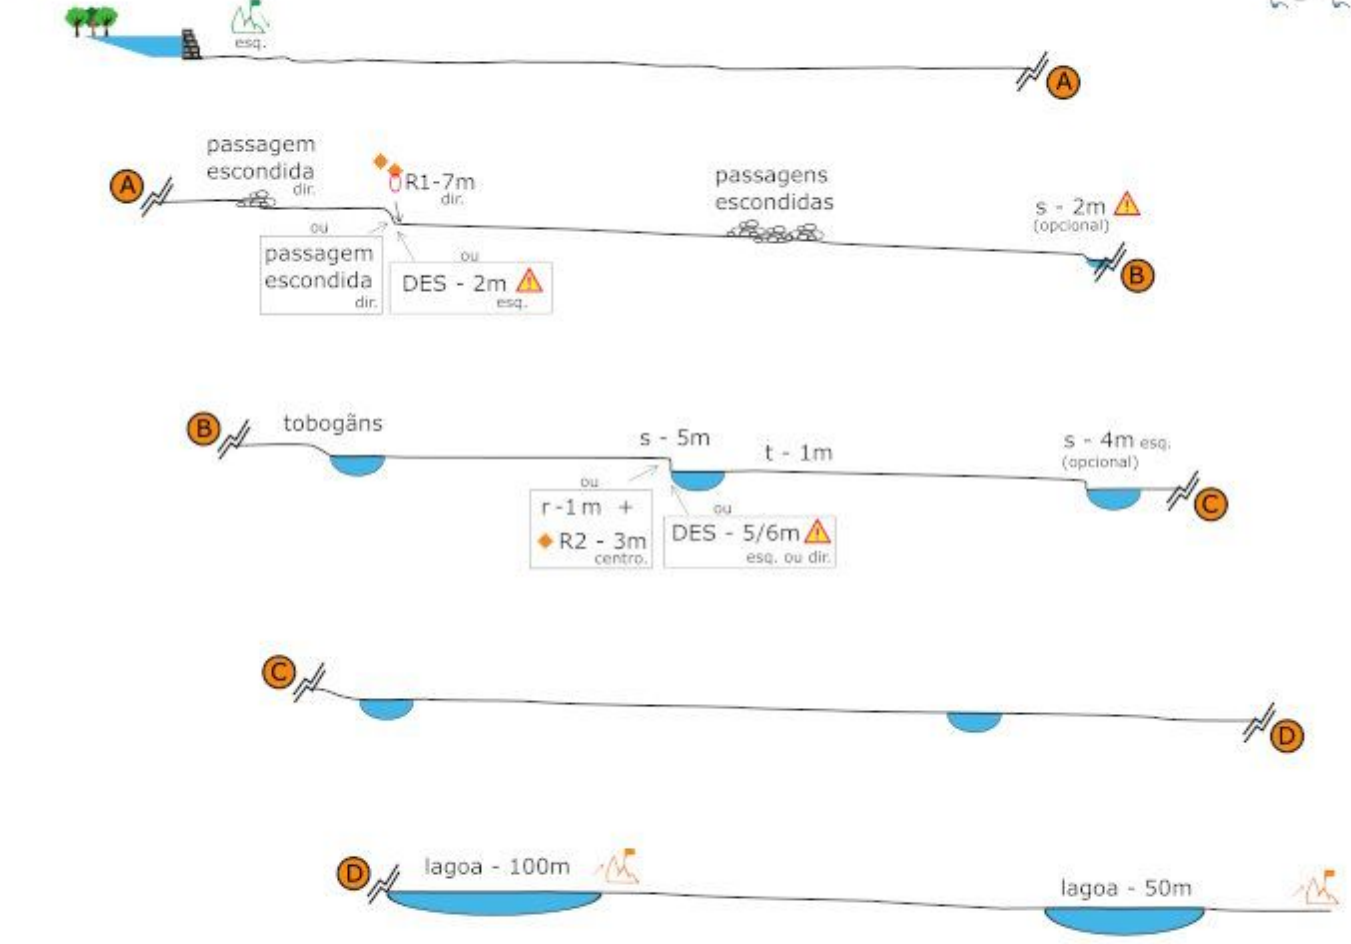 esq.
A
A
passagem
escondida
dir.
R1-7m
dir.
passagens
escondidas
s - 2m
(opcional)
B
ou
passagem
escondida
dir.
ou
DES - 2m
esq.
B
tobogãns
s - 5m
t - 1m
s - 4m esq.
(opcional)
C
ou
r -1m +
R2 - 3m
centro.
ou
DES - 5/6m
esq. ou dir.
C
D
D
lagoa - 100m
lagoa - 50m